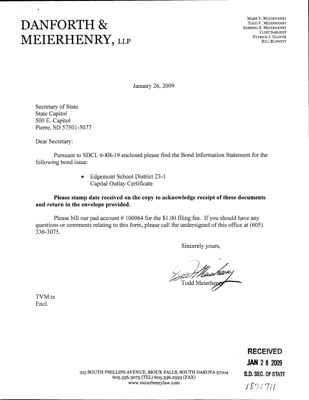 DANFORTH &
MEIERHENRY, LLP
MARK V. MEIERHENRY
TODD V. MEIERHENRY
SABRINA S. MEIERHENRY
CLINT SARGENT
PATRICK J. GLOVER
BILL BLEWETT
January 26, 2009
Secretary of State
State Capitol
500 E. Capitol
Pierre, SD 57501-5077
Dear Secretary:
Pursuant to SDCL 6-8B-19 enclosed please find the Bond Information Statement for the
following bond issue:
• Edgemont School District 23-1
Capital Outlay Certificate
Please stamp date received on the copy to acknowledge receipt of these documents
and return in the envelope provided.
Please bill our pad account # 100064 for the $1.00 filing fee. If you should have any
questions or comments relating to this form, please call the undersigned of this office at (605)
336-3075.
Sincerely yours,
Todd Meierhenry
Todd Meierhenry
TVM:ts
Encl.
RECEIVED
JAN 28 2009
S.D. SEC. OF STATE
315 SOUTH PHILLIPS AVENUE, SIOUX FALLS, SOUTH DAKOTA 57104
605.336.3075 (TEL) 605.336.2593 (FAX)
www.meierhenrylaw.com